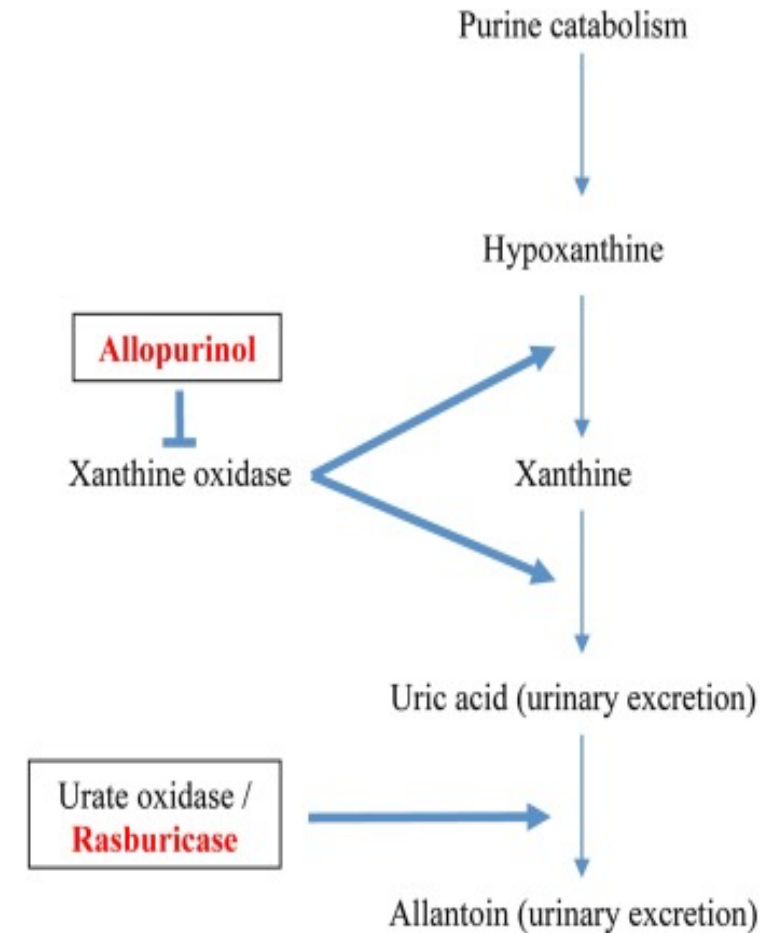 Purine catabolism
Hypoxanthine
Allopurinol
Xanthine oxidase
Xanthine
Uric acid (urinary excretion)
Urate oxidase /
Rasburicase
Allantoin (urinary excretion)